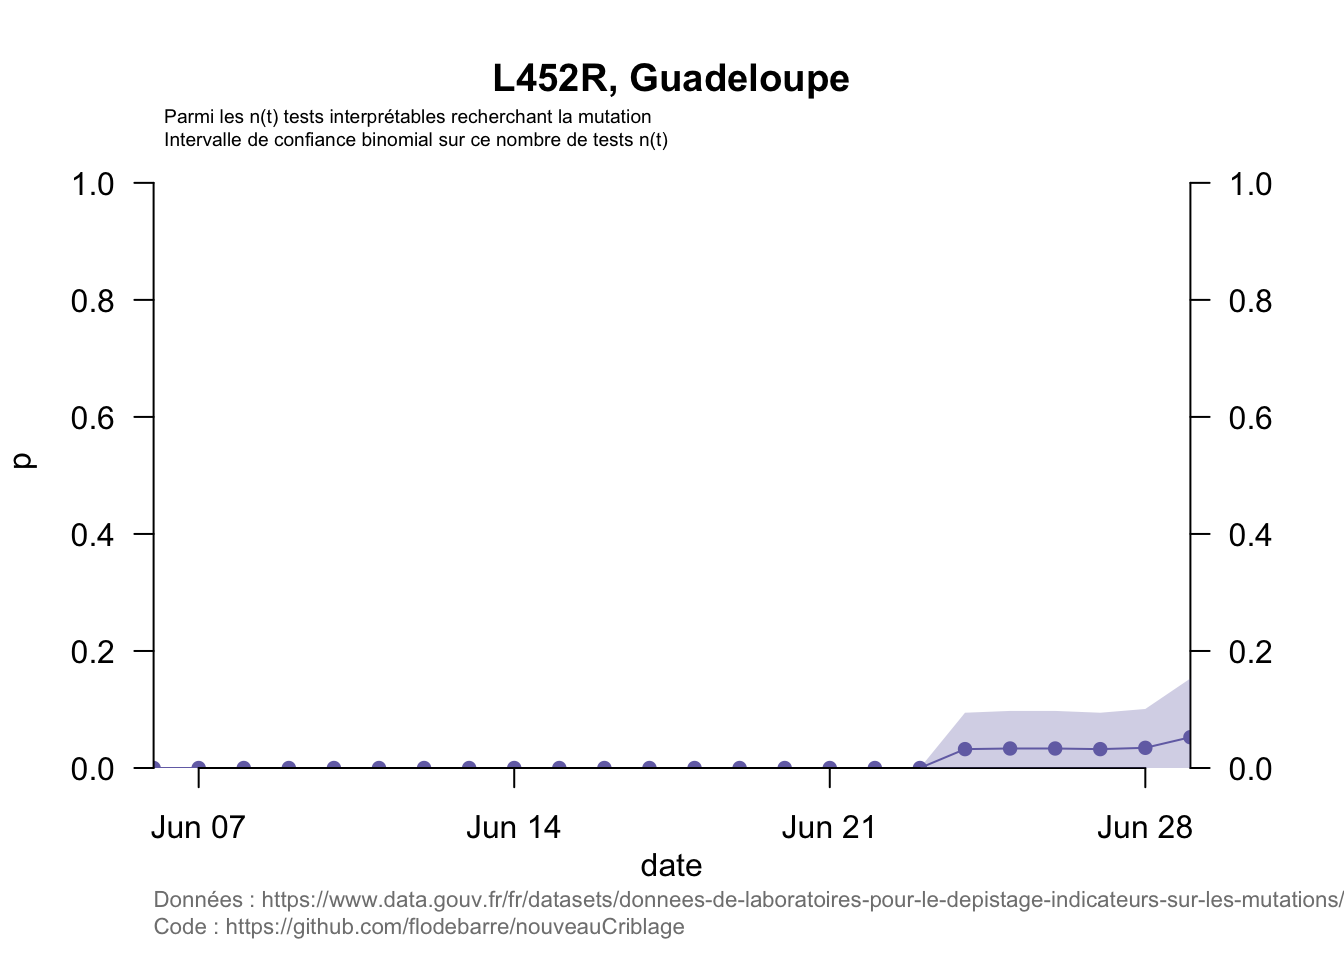 L452R, Guadeloupe
Parmi les n(t) tests interprétables recherchant la mutation
Intervalle de confiance binomial sur ce nombre de tests n(t)
1.0 1.0
0.8 0.8
0.6 0.6
p
0.4 0.4
0.2 0.2
0.0 0.0
Jun 07 Jun 14 Jun 21 Jun 28
date
Données : https://www.data.gouv.fr/fr/datasets/donnees-de-laboratoires-pour-le-depistage-indicateurs-sur-les-mutations/
Code : https://github.com/flodebarre/nouveauCriblage